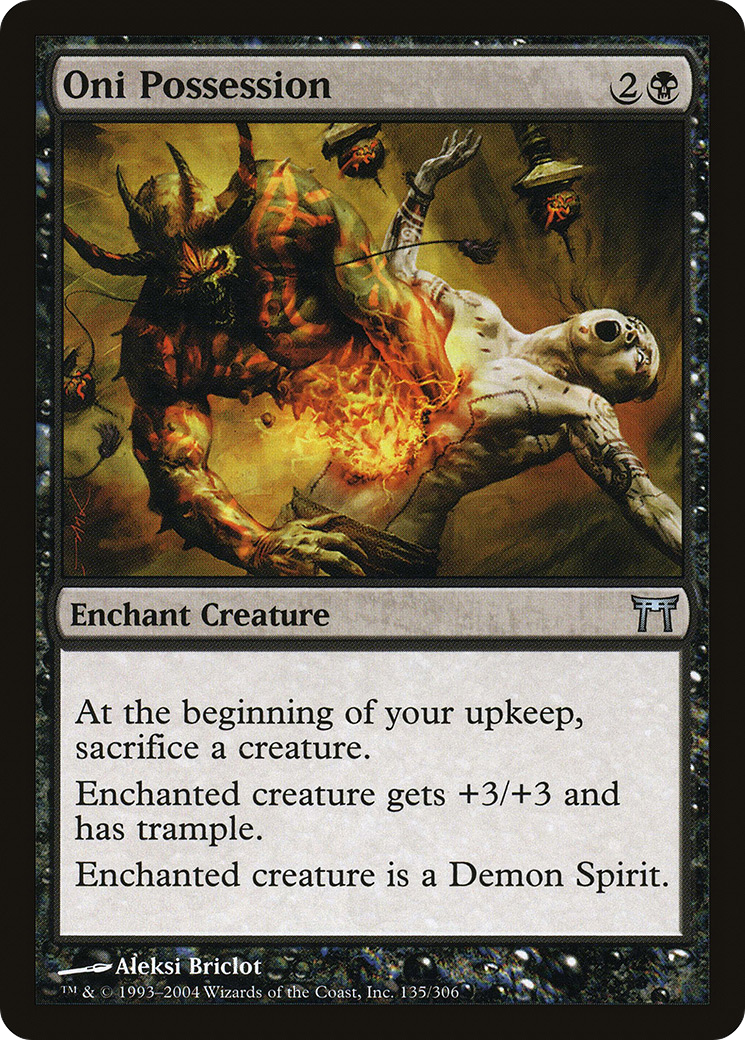 Oni Possession 2
Enchant Creature
At the beginning of your upkeep,
sacrifice a creature.
Enchanted creature gets +3/+3 and
has trample.
Enchanted creature is a Demon Spirit.
Aleksi Briclot
™ & © 1993–2004 Wizards of the Coast, Inc. 135/306